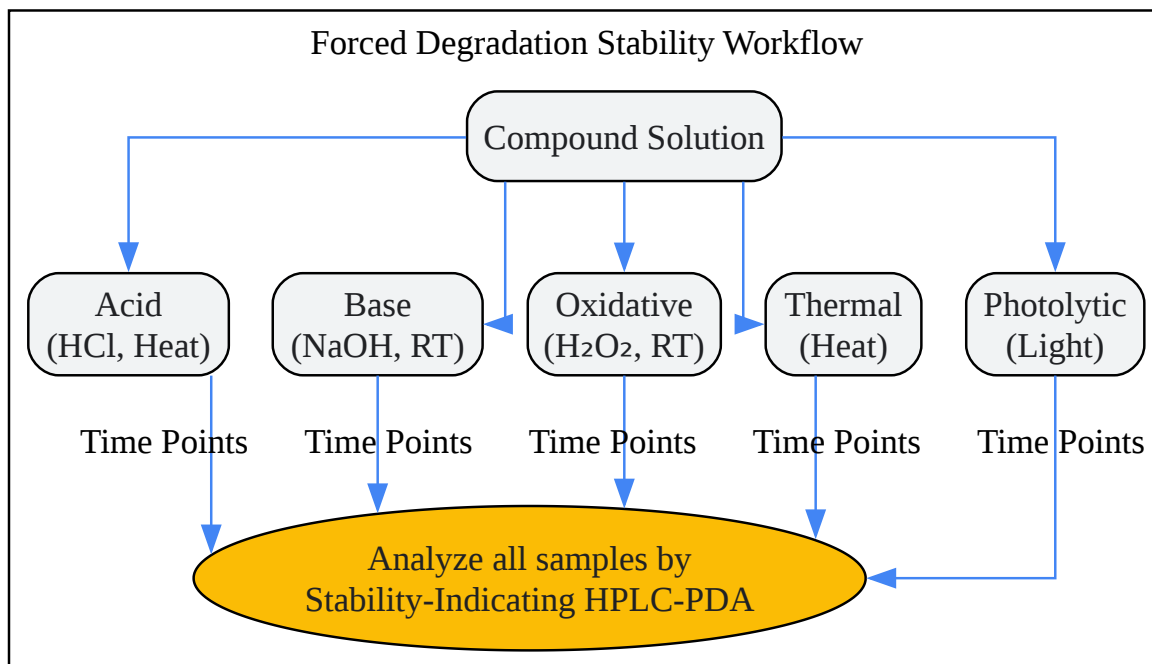 Forced Degradation Stability Workflow
Compound Solution
Acid
(HCl, Heat)
Base
(NaOH, RT)
Oxidative
(H₂O₂, RT)
Thermal
(Heat)
Photolytic
(Light)
Time Points
Time Points
Time Points
Time Points
Time Points
Analyze all samples by
Stability-Indicating HPLC-PDA